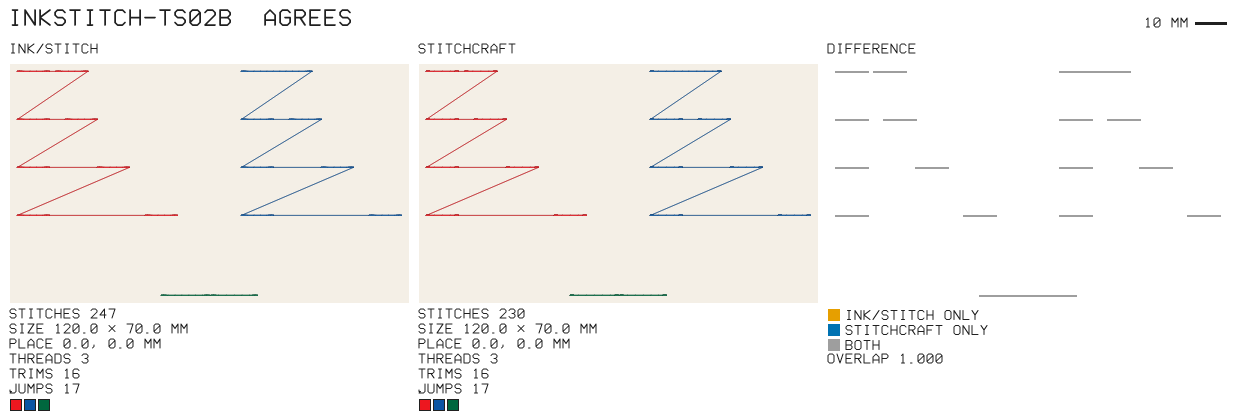 INKSTITCH-TS02B AGREES
10 MM
INK/STITCH
STITCHCRAFT
DIFFERENCE
STITCHES 247
SIZE 120.0 × 70.0 MM
PLACE 0.0, 0.0 MM
THREADS 3
TRIMS 16
JUMPS 17
STITCHES 230
SIZE 120.0 × 70.0 MM
PLACE 0.0, 0.0 MM
THREADS 3
TRIMS 16
JUMPS 17
INK/STITCH ONLY
STITCHCRAFT ONLY
BOTH
OVERLAP 1.000